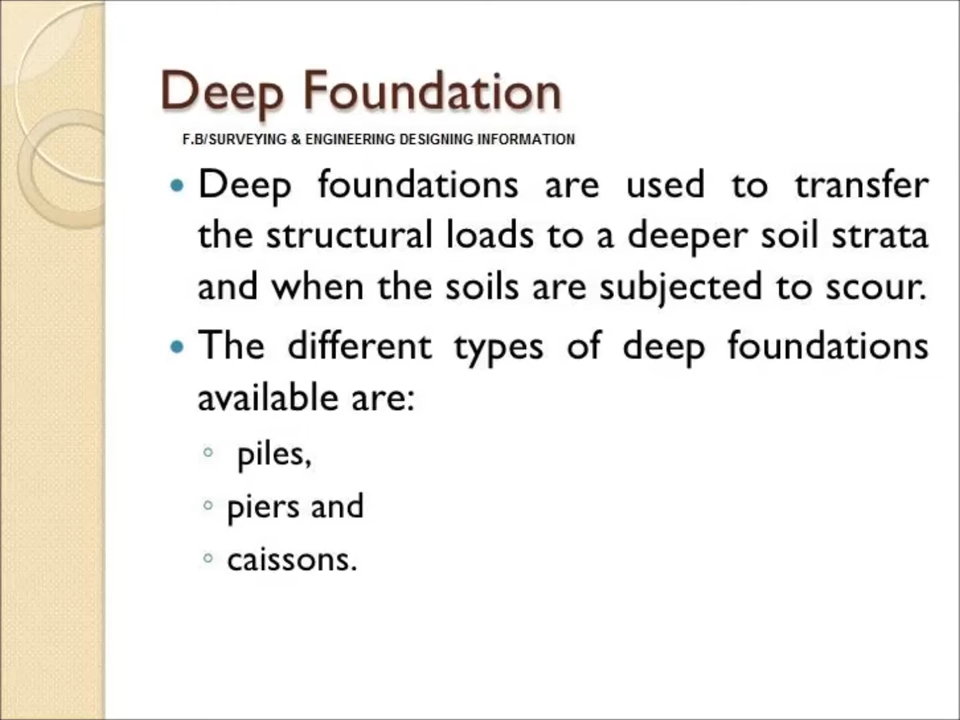 Deep Foundation
F.B/SURVEYING & ENGINEERING DESIGNING INFORMATION
• Deep foundations are used to transfer
the structural loads to a deeper soil strata
and when the soils are subjected to scour.
• The different types of deep foundations
available are:
◦ piles,
◦ piers and
◦ caissons.